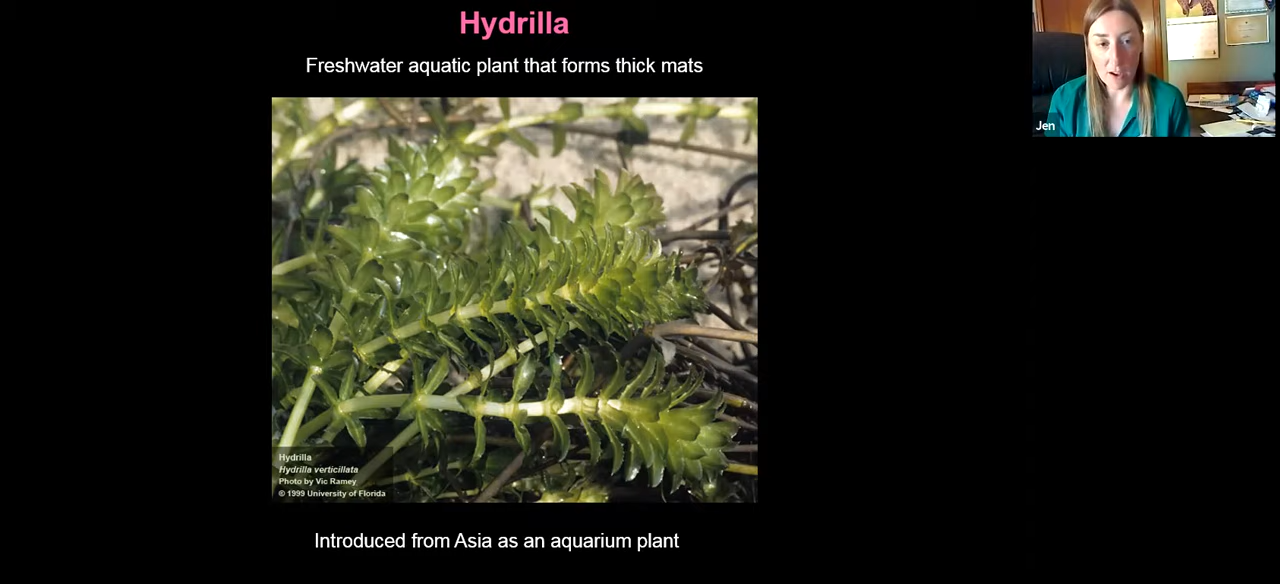 Hydrilla
Freshwater aquatic plant that forms thick mats
Jen
Hydrilla
Hydrilla verticillata
Photo by Vic Ramey
© 1999 University of Florida
Introduced from Asia as an aquarium plant